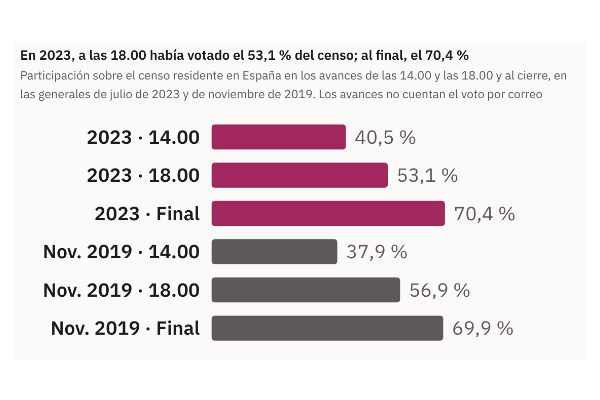 En 2023, a las 18.00 había votado el 53,1 % del censo; al final, el 70,4 %
Participación sobre el censo residente en España en los avances de las 14.00 y las 18.00 y al cierre, en
las generales de julio de 2023 y de noviembre de 2019. Los avances no cuentan el voto por correo
2023 · 14.00 40,5 %
2023 · 18.00 53,1 %
2023 · Final 70,4 %
Nov. 2019 · 14.00 37,9 %
Nov. 2019 · 18.00 56,9 %
Nov. 2019 · Final 69,9 %